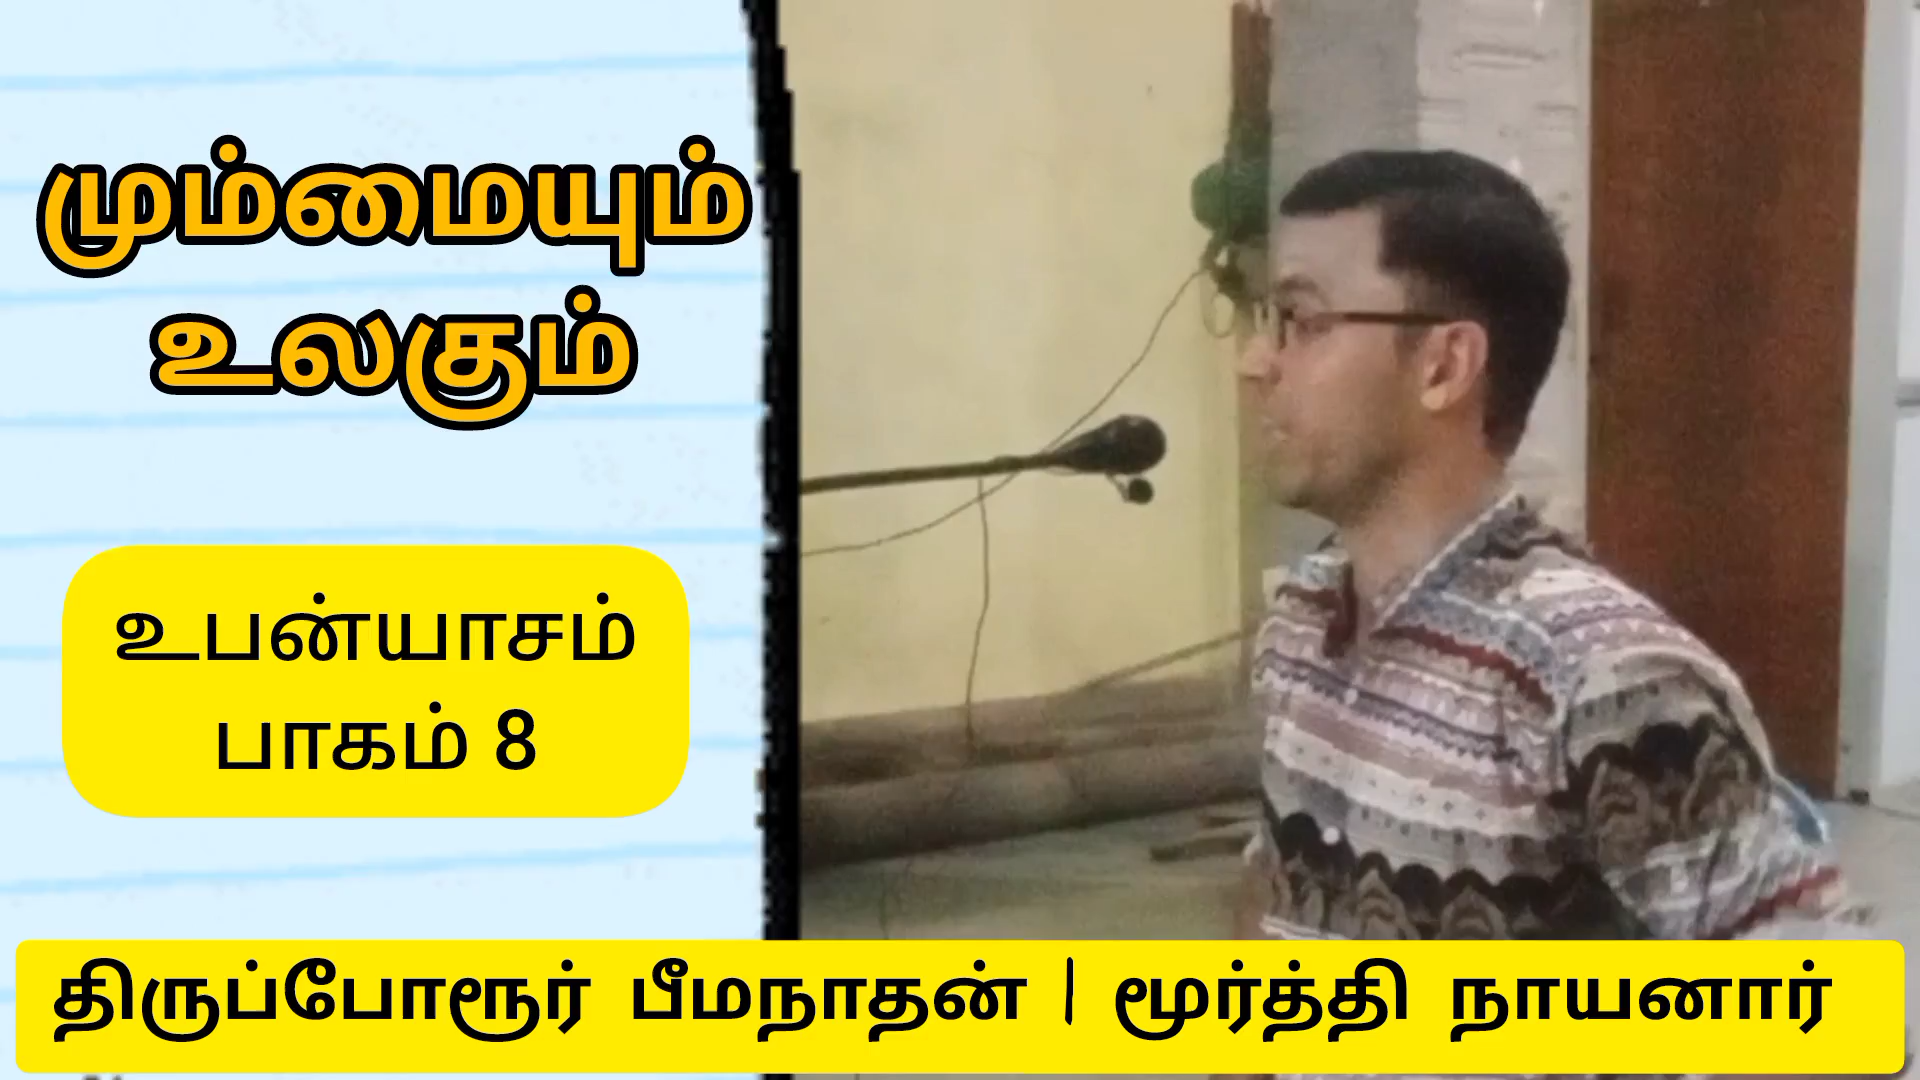 மும்மையும்
உலகும்
உபன்யாசம்
பாகம் 8
திருப்போரூர் பீமநாதன் | மூர்த்தி நாயனார்